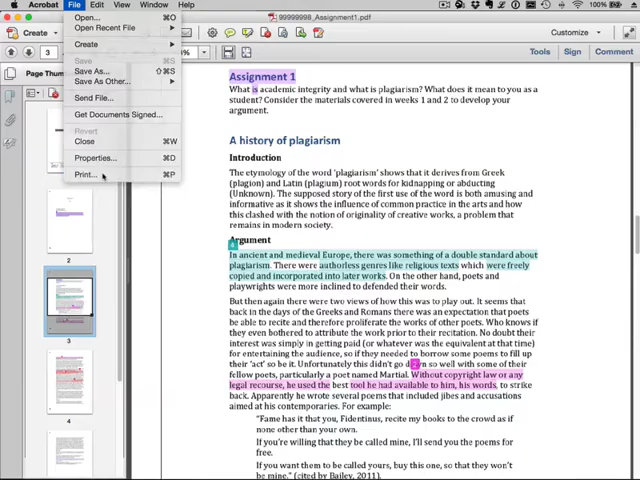 Acrobat File Edit View Window Help 100%
99999998_Assignment1.pdf
Create Customize
3 % Tools Sign Comment
Page Thum
Open... ⌘O
Open Recent File
Create
Save ⌘S
Save As... ⇧⌘S
Save As Other...
Send File...
Get Documents Signed...
Revert
Close ⌘W
Properties... ⌘D
Print... ⌘P
2
3
4
Assignment 1
What is academic integrity and what is plagiarism? What does it mean to you as a
student? Consider the materials covered in weeks 1 and 2 to develop your
argument.
A history of plagiarism
Introduction
The etymology of the word 'plagiarism' shows that it derives from Greek
(plagion) and Latin (plagium) root words for kidnapping or abducting
(Unknown). The supposed story of the first use of the word is both amusing and
informative as it shows the influence of common practice in the arts and how
this clashed with the notion of originality of creative works, a problem that
remains in modern society.
Argument
4
In ancient and medieval Europe, there was something of a double standard about
plagiarism. There were authorless genres like religious texts which were freely
copied and incorporated into later works. On the other hand, poets and
playwrights were more inclined to defended their work.
But then again there were two views of how this was to play out. It seems that
back in the days of the Greeks and Romans there was an expectation that poets
be able to recite and therefore proliferate the works of other poets. Who knows if
they even bothered to attribute the work prior to their recitation. No doubt their
interest was simply in getting paid (or whatever was the equivalent at that time)
for entertaining the audience, so if they needed to borrow some poems to fill up
their 'act' so be it. Unfortunately this didn't go d n so well with some of their
fellow poets, particularly a poet named Martial. Without copyright law or any
legal recourse, he used the best tool he had available to him, his words, to strike
back. Apparently he wrote several poems that included jibes and accusations
aimed at his contemporaries. For example:
"Fame has it that you, Fidentinus, recite my books to the crowd as if
none other than your own.
If you're willing that they be called mine, I'll send you the poems for
free.
If you want them to be called yours, buy this one, so that they won't
be mine." (cited by Bailey, 2011).